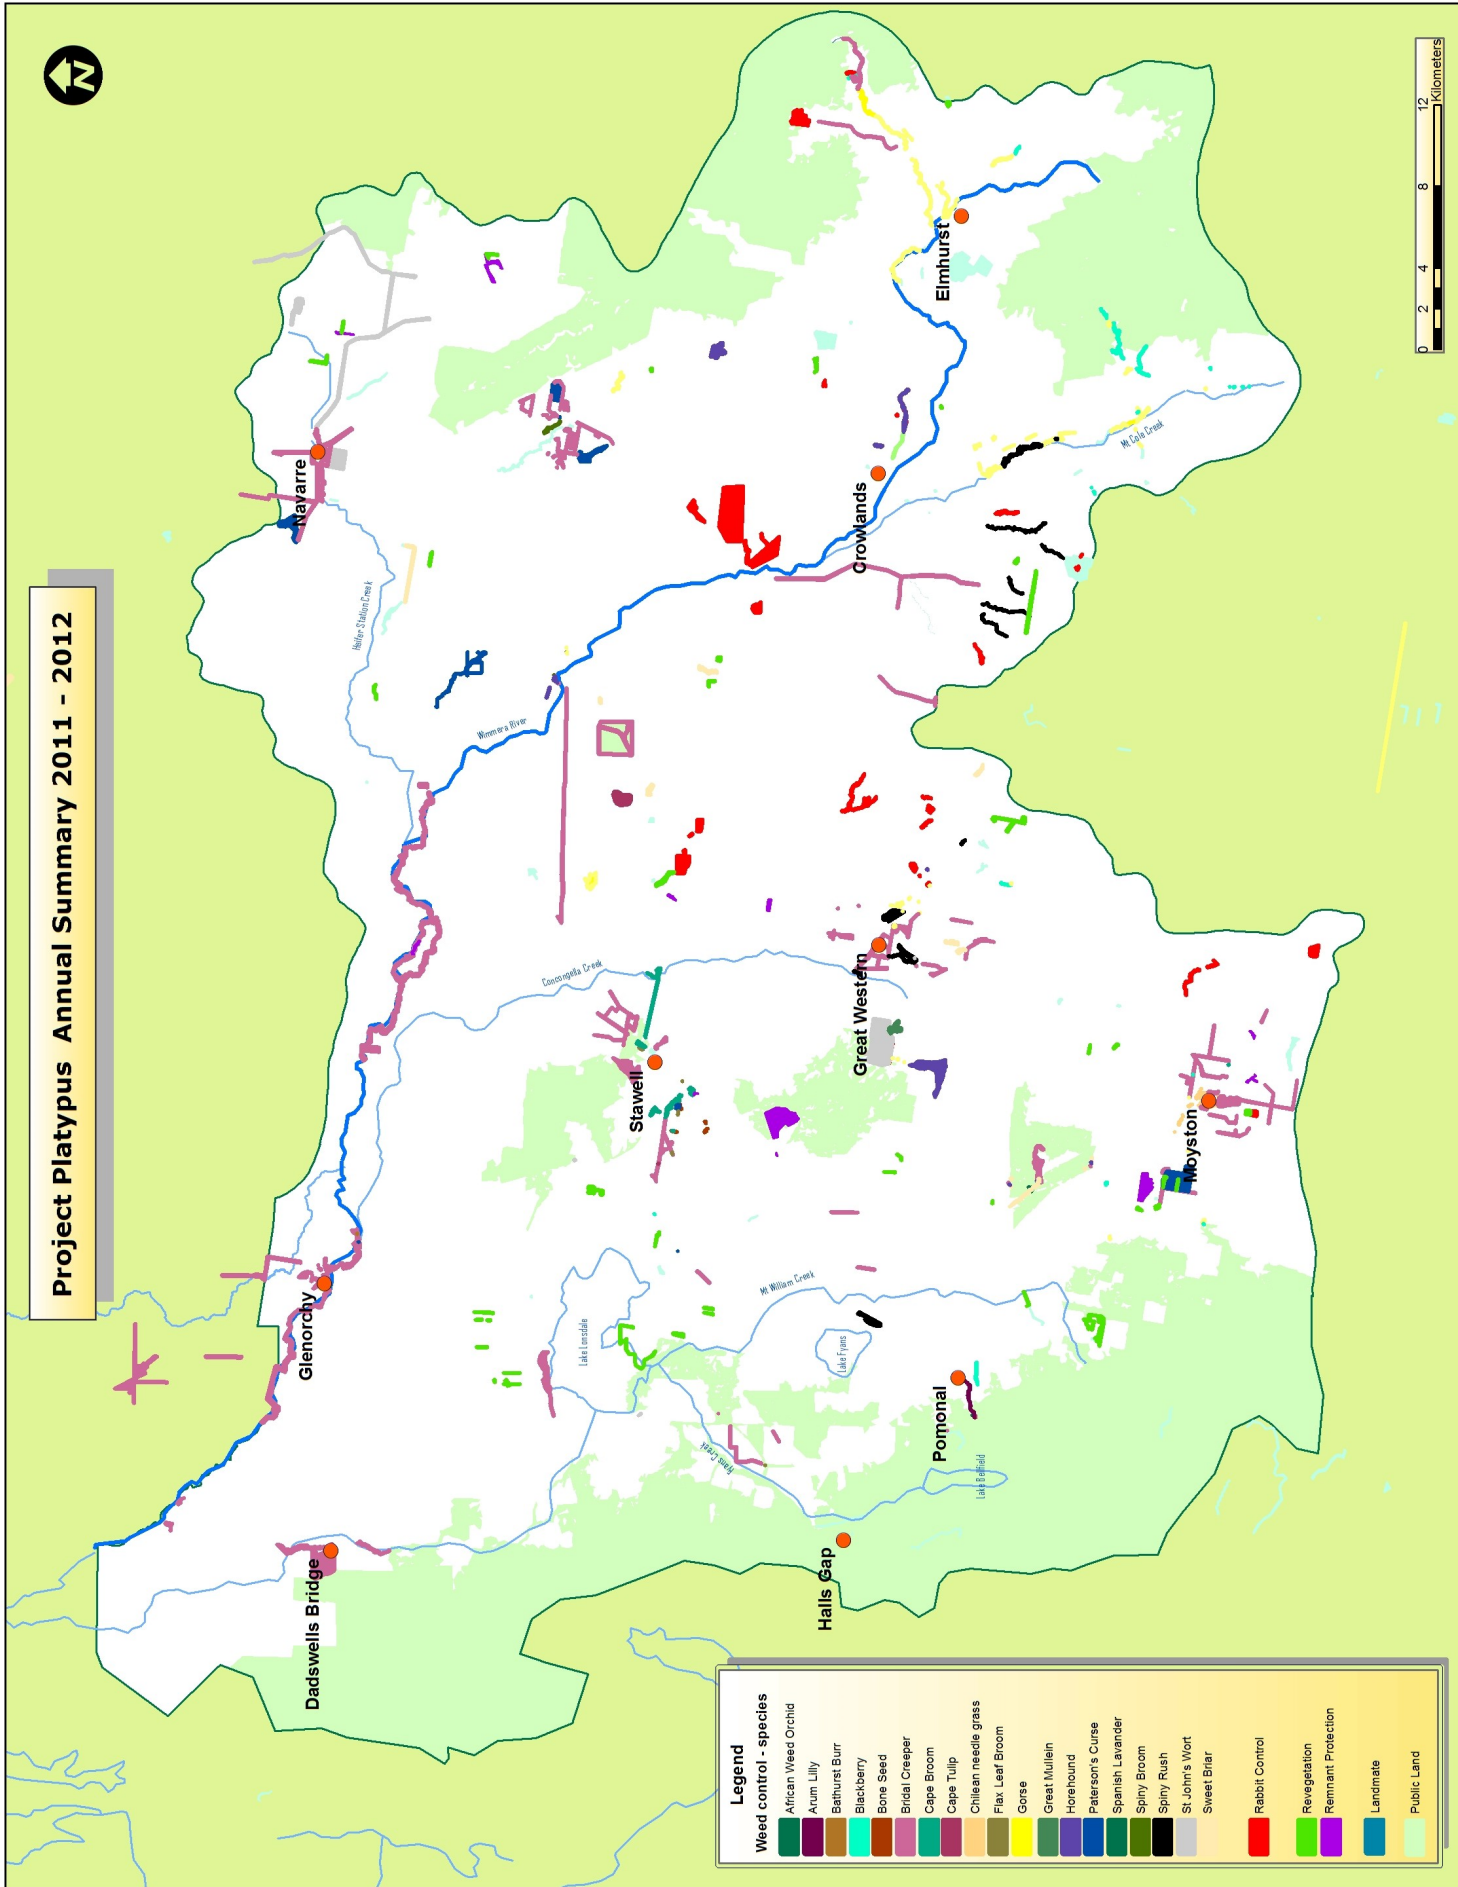 Project Platypus Annual Summary 2011 - 2012
N
Navarre
Heifer Station Creek
Wimmera River
Glenorchy
Dadswells Bridge
Concongella Creek
Stawell
Lake Lonsdale
Mt William Creek
Lake Fyans
Fyans Creek
Halls Gap
Lake Bellfield
Pomonal
Great Western
Moyston
Crowlands
Elmhurst
Mt Cole Creek
0 2 4 8 12
Kilometers
Legend
Weed control - species
African Weed Orchid
Arum Lilly
Bathurst Burr
Blackberry
Bone Seed
Bridal Creeper
Cape Broom
Cape Tulip
Chilean needle grass
Flax Leaf Broom
Gorse
Great Mullein
Horehound
Paterson's Curse
Spanish Lavander
Spiny Broom
Spiny Rush
St John's Wort
Sweet Briar
Rabbit Control
Revegetation
Remnant Protection
Landmate
Public Land